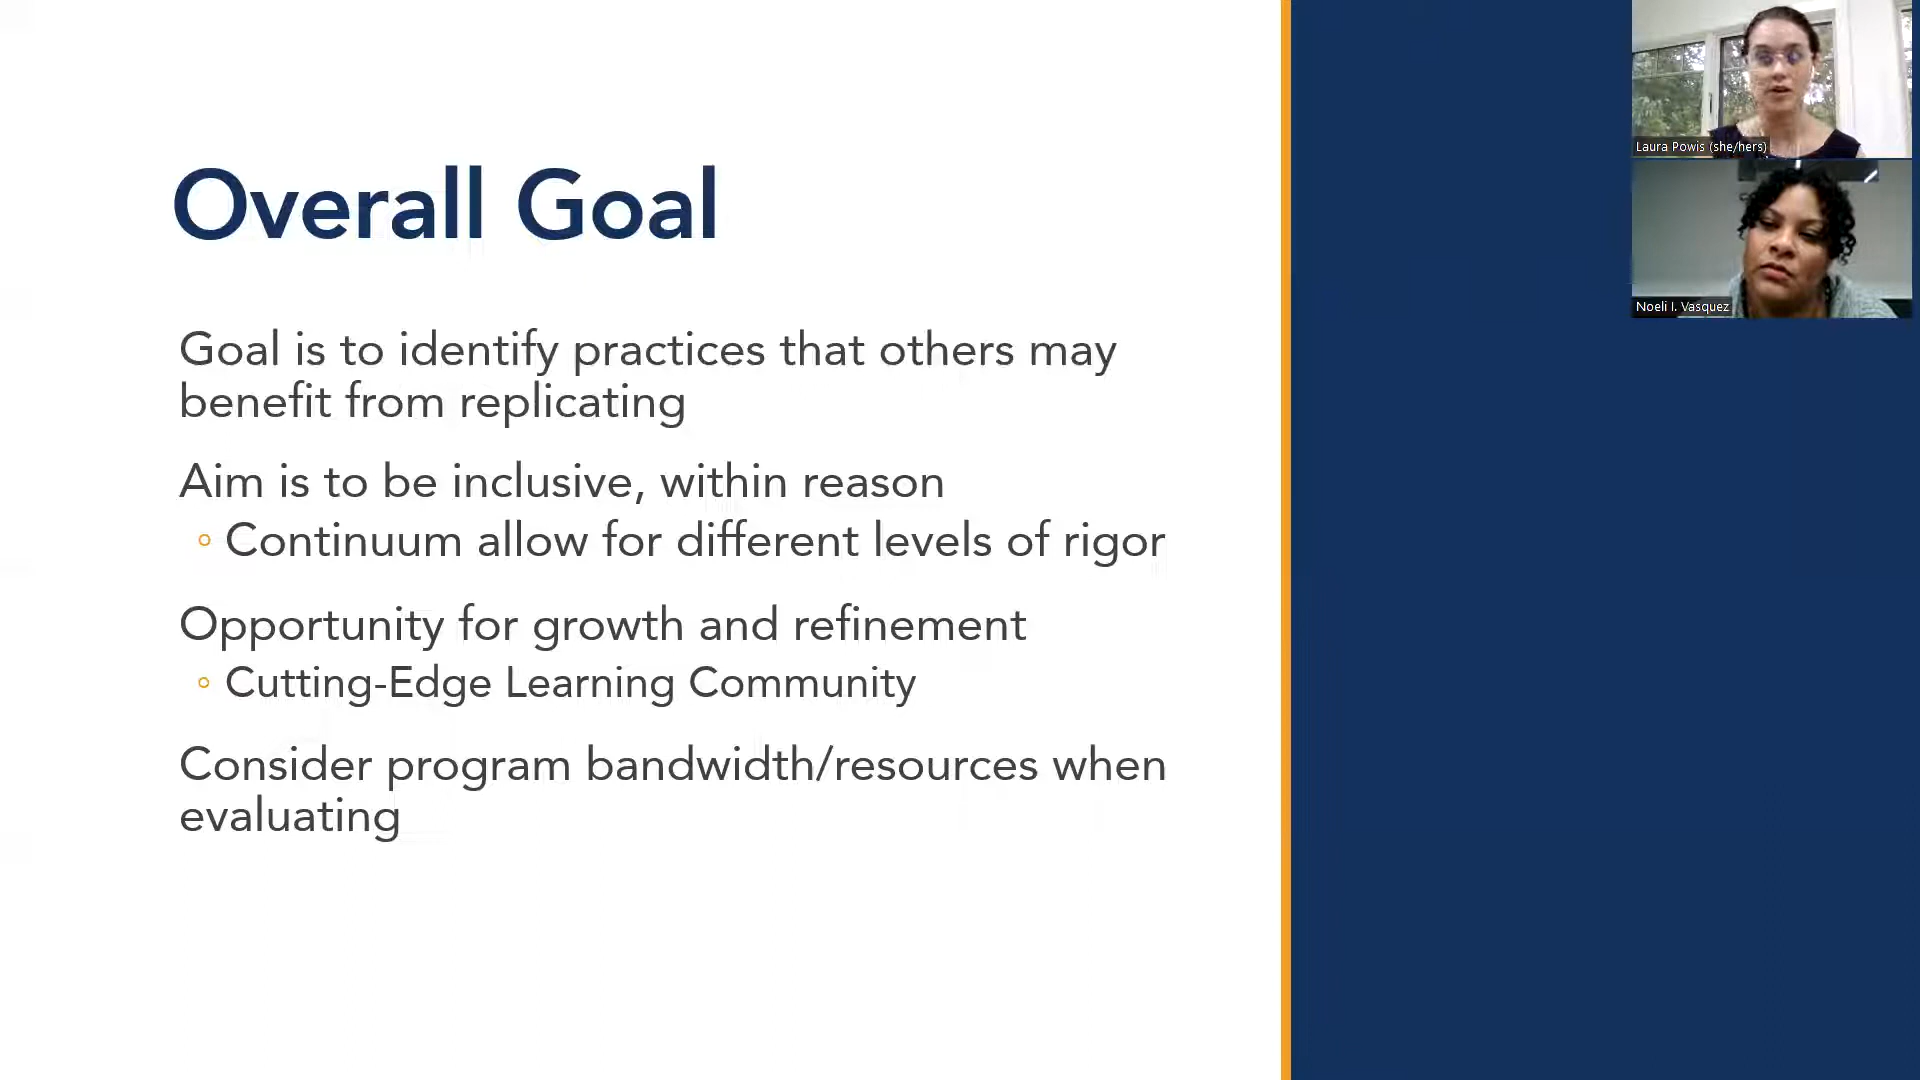 Overall Goal
Goal is to identify practices that others may
benefit from replicating
Aim is to be inclusive, within reason
◦ Continuum allow for different levels of rigor
Opportunity for growth and refinement
◦ Cutting-Edge Learning Community
Consider program bandwidth/resources when
evaluating
Laura Powis (she/hers)
Noeli I. Vasquez